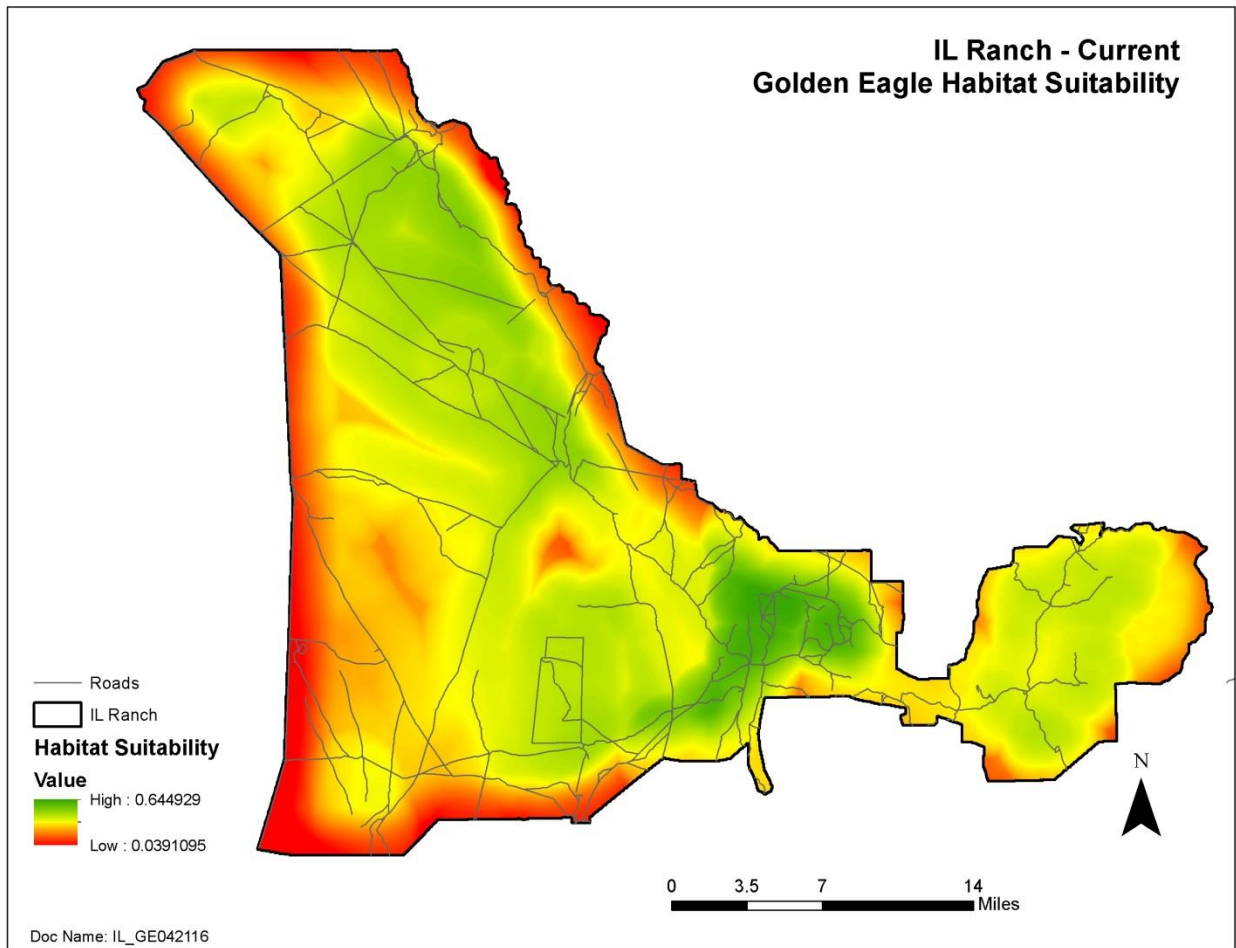 IL Ranch - Current
Golden Eagle Habitat Suitability
Roads
IL Ranch
Habitat Suitability
Value
High : 0.644929
Low : 0.0391095
N
0 3.5 7 14
Miles
Doc Name: IL_GE042116